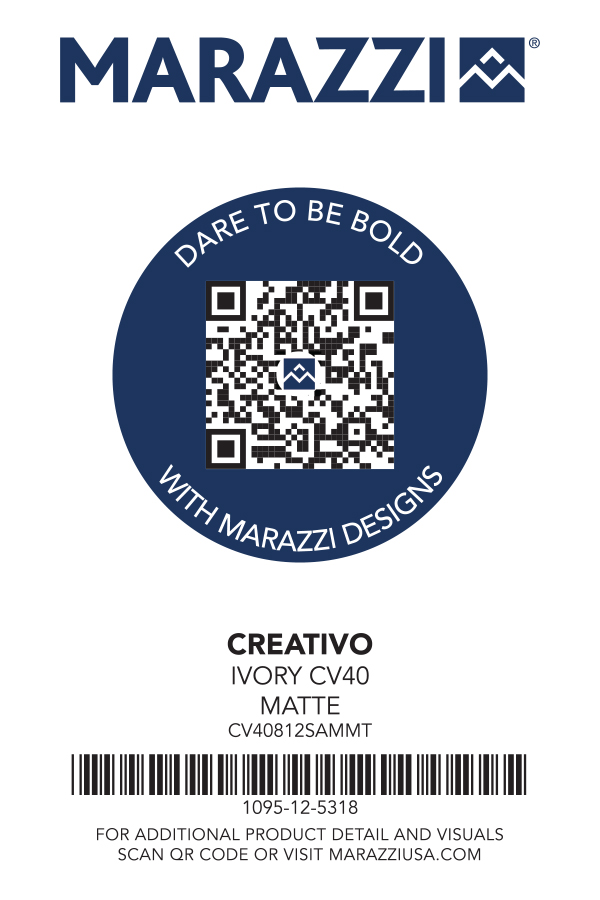 MARAZZI®
DARE TO BE BOLD
WITH MARAZZI DESIGNS
CREATIVO
IVORY CV40
MATTE
CV40812SAMMT
1095-12-5318
FOR ADDITIONAL PRODUCT DETAIL AND VISUALS
SCAN QR CODE OR VISIT MARAZZIUSA.COM